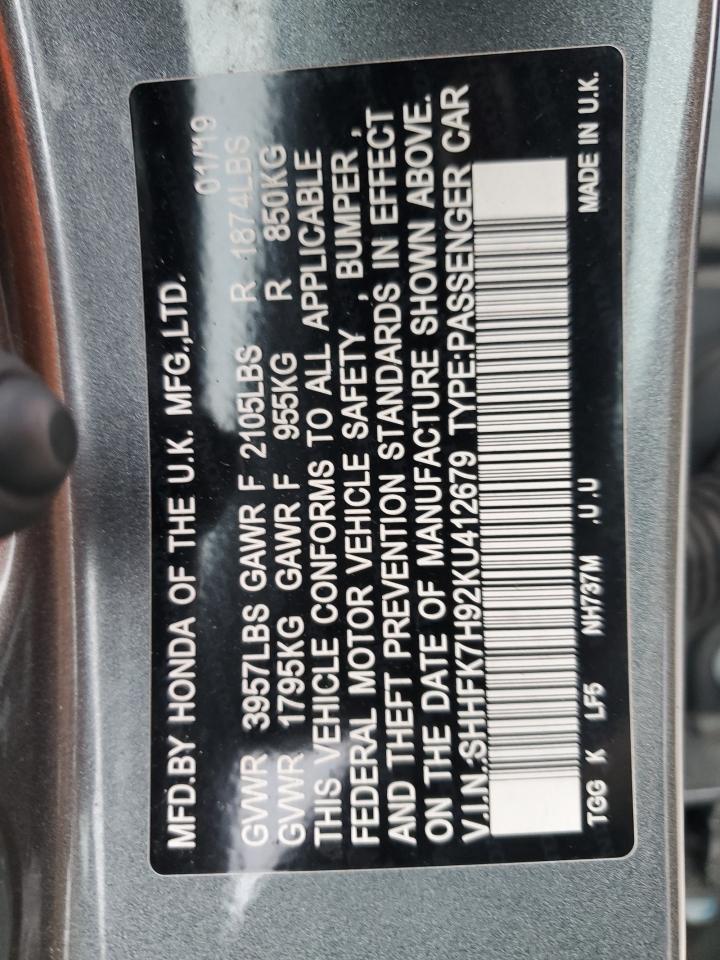 MFD.BY HONDA OF THE U.K. MFG.,LTD. 01/19
GVWR 3957LBS GAWR F 2105LBS R 1874LBS
GVWR 1795KG GAWR F 955KG R 850KG
THIS VEHICLE CONFORMS TO ALL APPLICABLE
FEDERAL MOTOR VEHICLE SAFETY , BUMPER ,
AND THEFT PREVENTION STANDARDS IN EFFECT
ON THE DATE OF MANUFACTURE SHOWN ABOVE.
V.I.N.:SHHFK7H92KU412679 TYPE:PASSENGER CAR
TGG K LF5 NH737M .U.U MADE IN U.K.